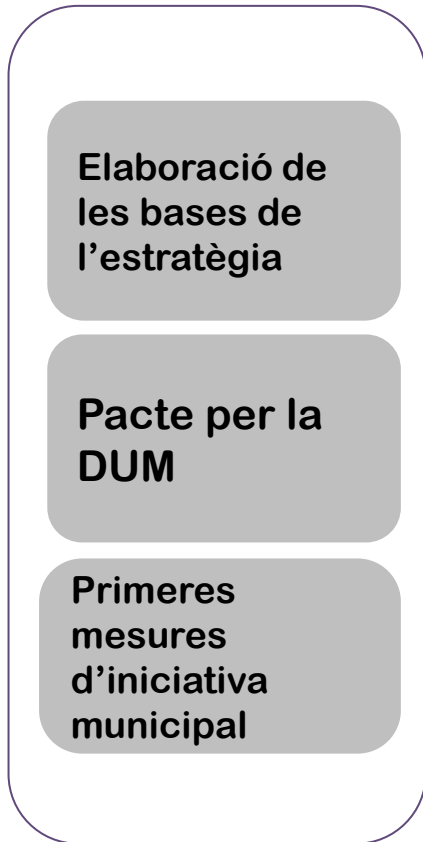 Elaboració de
les bases de
l’estratègia
Pacte per la
DUM
Primeres
mesures
d’iniciativa
municipal